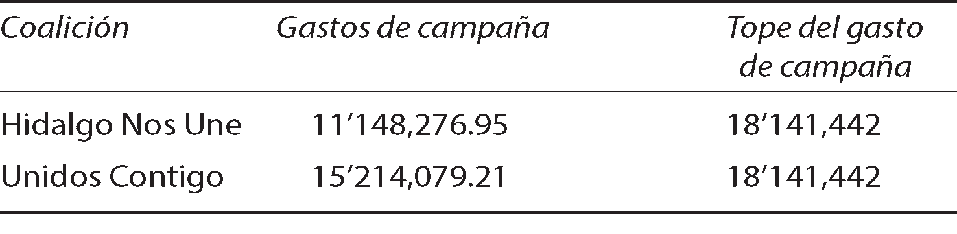 Coalición Gastos de campaña Tope del gasto
de campaña
Hidalgo Nos Une 11’148,276.95 18’141,442
Unidos Contigo 15’214,079.21 18’141,442